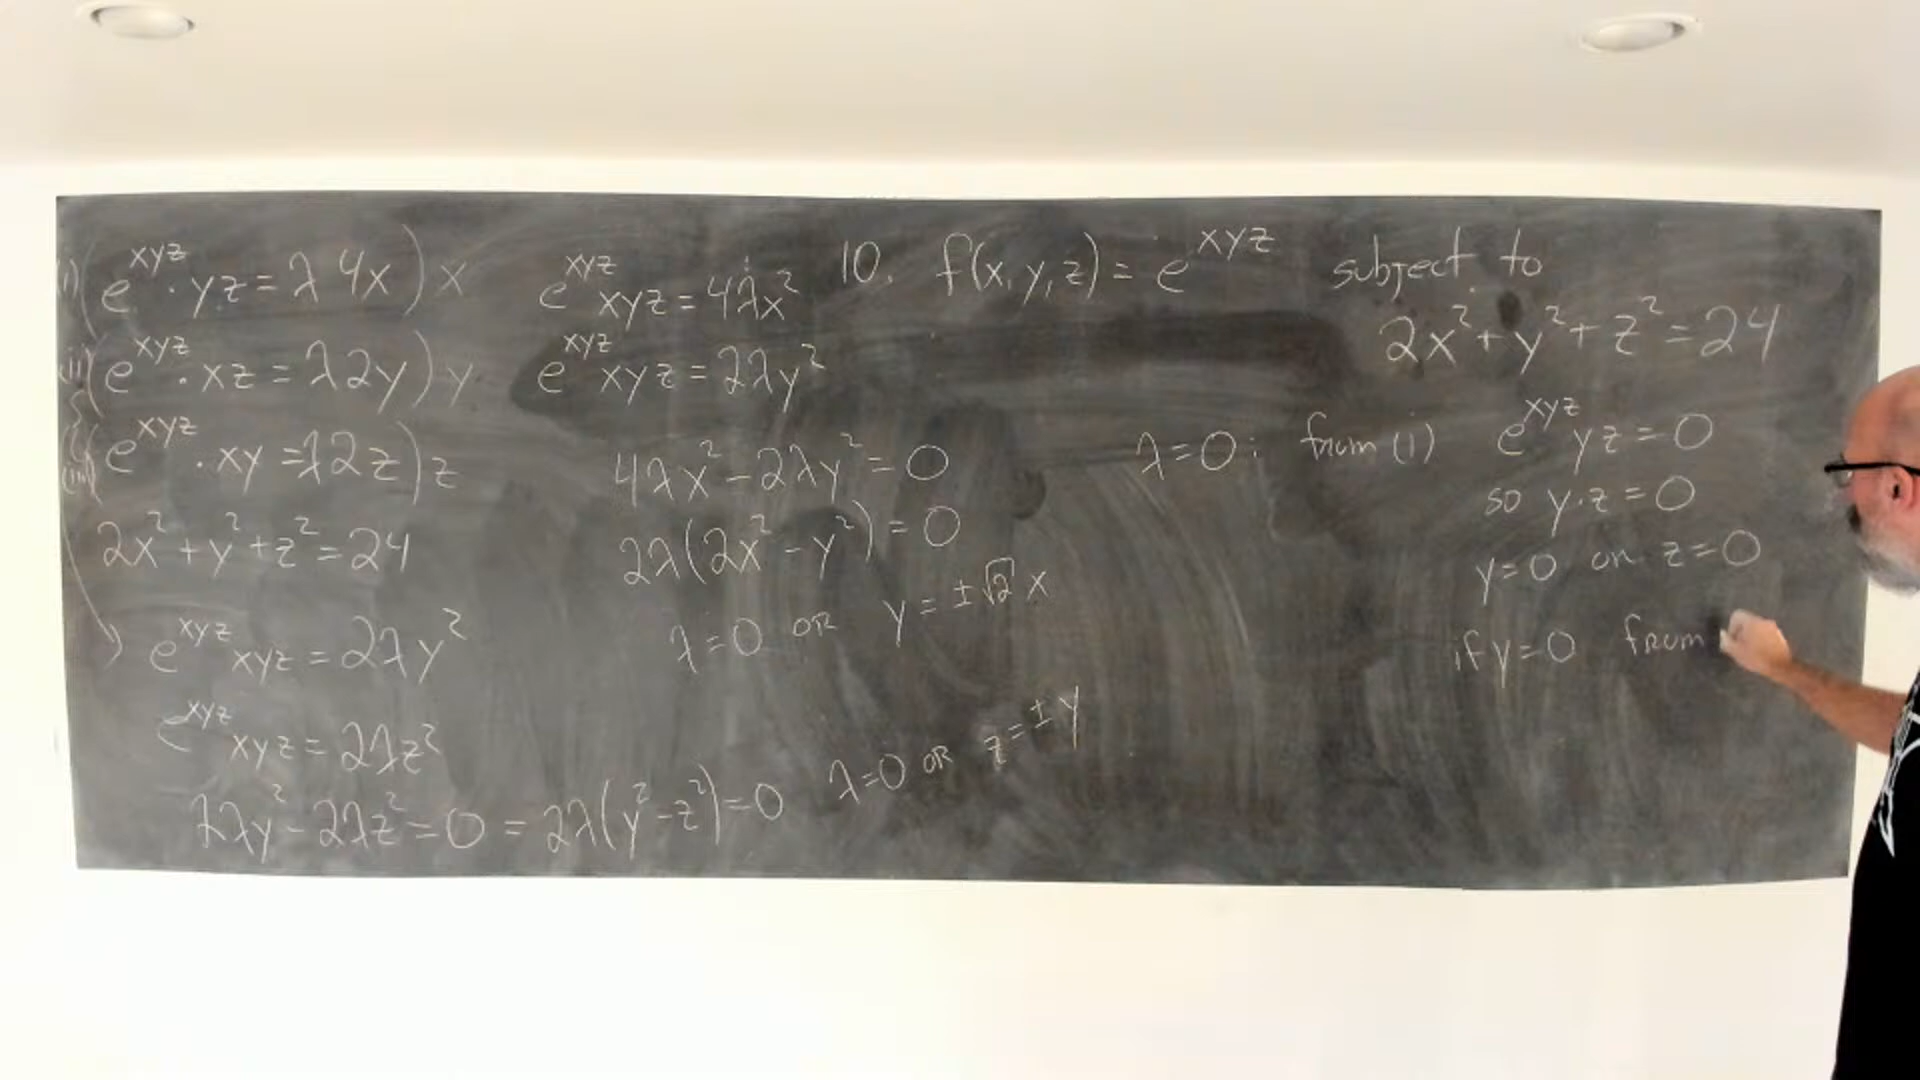 i) (e^{xyz} · yz = λ 4x) x
ii) (e^{xyz} · xz = λ2y) y
iii) (e^{xyz} · xy = λ2z) z
2x² + y² + z² = 24
e^{xyz} xyz = 2λy²
e^{xyz} xyz = 2λz²
2λy² - 2λz² = 0 = 2λ(y² - z²) = 0 λ=0 OR z = ± y
e^{xyz} xyz = 4λx²
e^{xyz} xyz = 2λy²
4λx² - 2λy² = 0
2λ(2x² - y²) = 0
λ=0 OR y = ±√2 x
10. f(x,y,z) = e^{xyz} subject to
2x² + y² + z² = 24
λ=0: from (i) e^{xyz} yz = 0
so y·z = 0
y=0 or z=0
if y=0 from